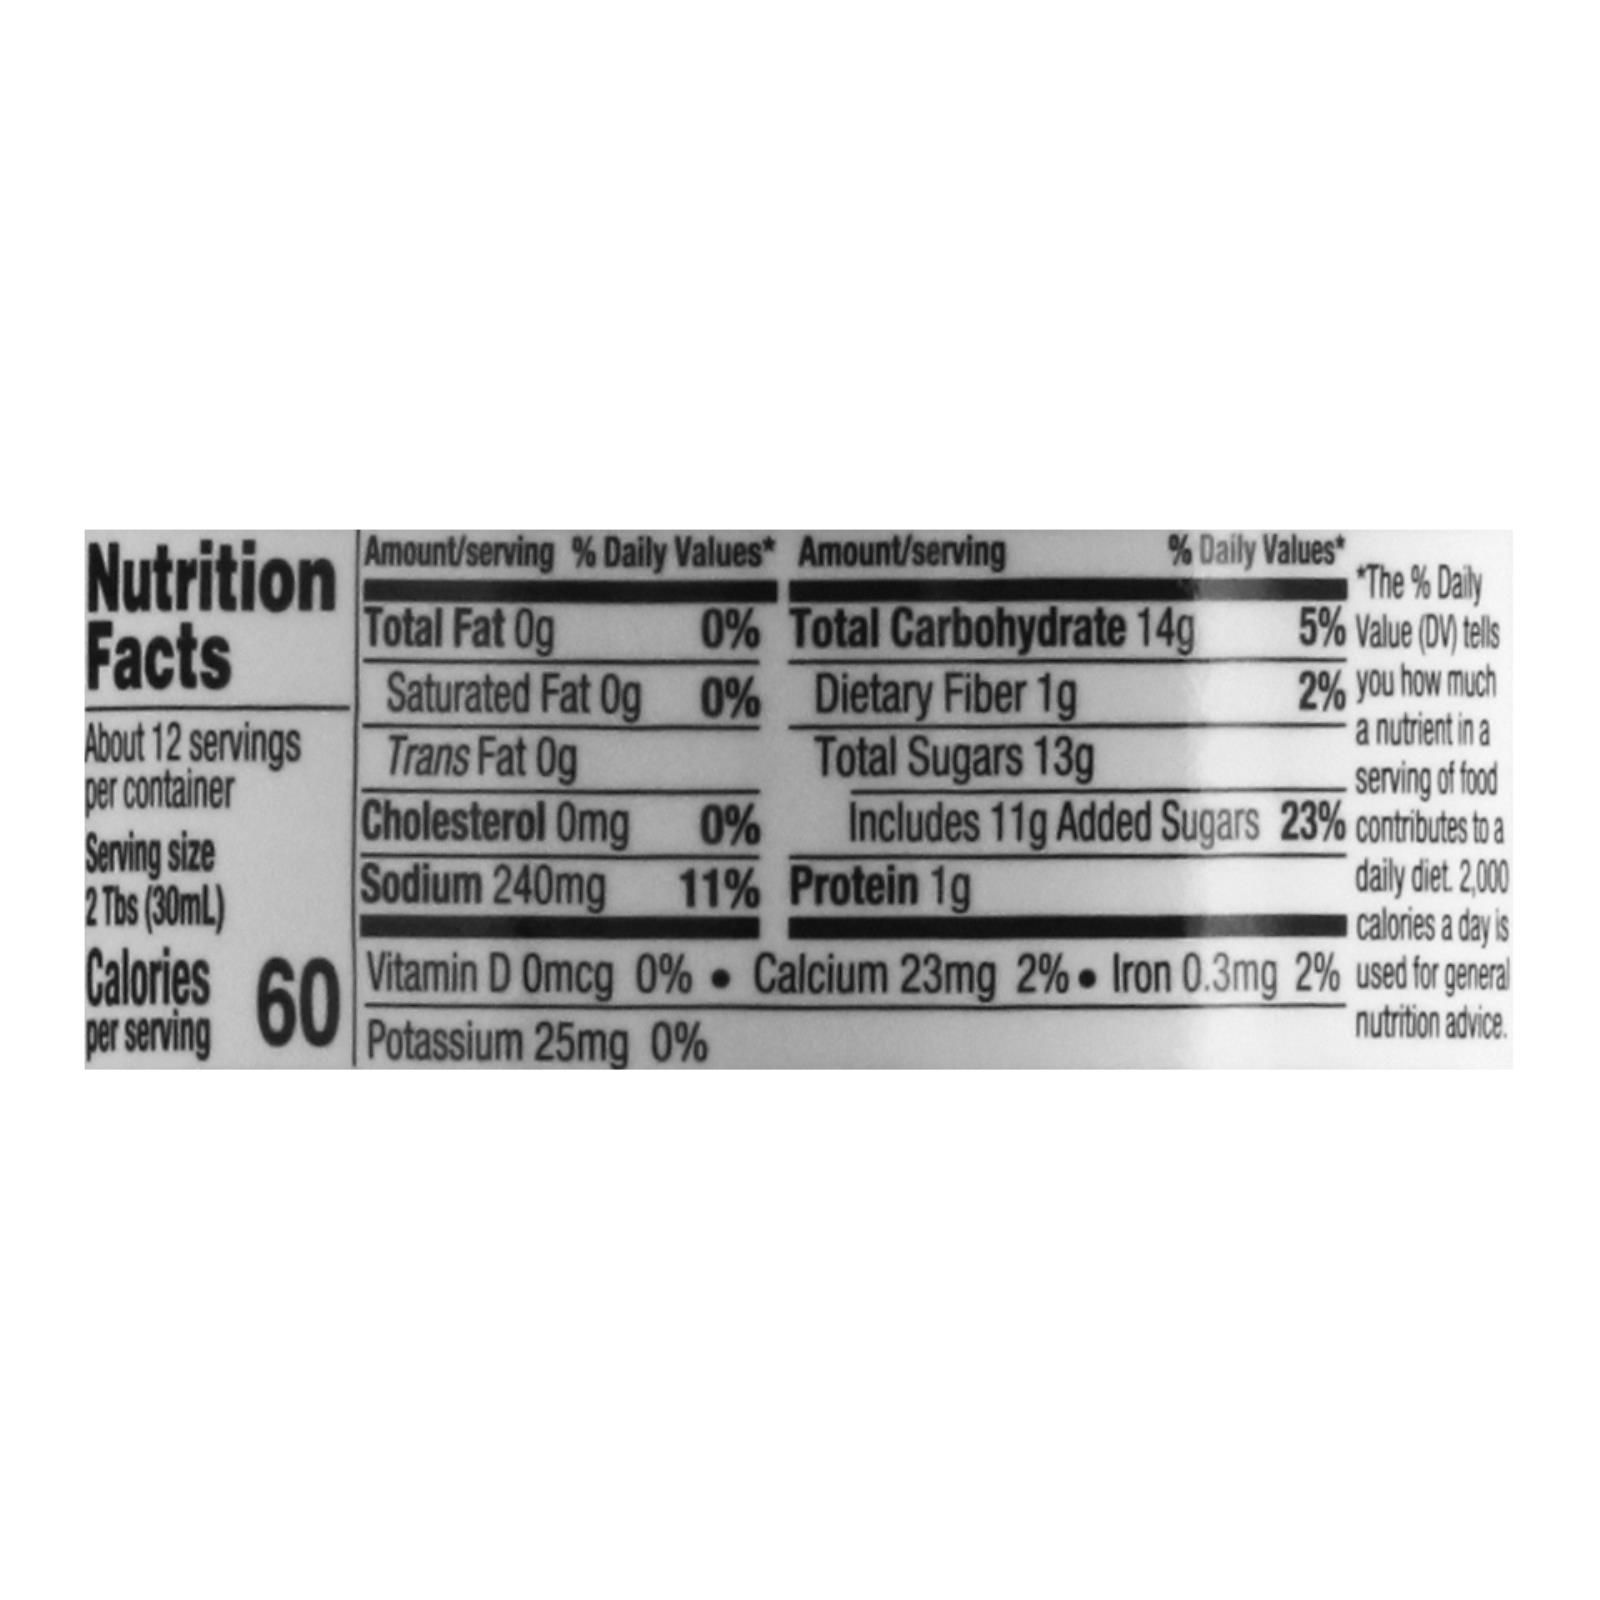 Nutrition
Facts
About 12 servings
per container
Serving size
2 Tbs (30mL)
Calories
per serving 60
Amount/serving % Daily Values*
Total Fat 0g 0%
Saturated Fat 0g 0%
Trans Fat 0g
Cholesterol 0mg 0%
Sodium 240mg 11%
Amount/serving % Daily Values*
Total Carbohydrate 14g 5%
Dietary Fiber 1g 2%
Total Sugars 13g
Includes 11g Added Sugars 23%
Protein 1g
Vitamin D 0mcg 0% • Calcium 23mg 2% • Iron 0.3mg 2%
Potassium 25mg 0%
*The % Daily
Value (DV) tells
you how much
a nutrient in a
serving of food
contributes to a
daily diet. 2,000
calories a day is
used for general
nutrition advice.